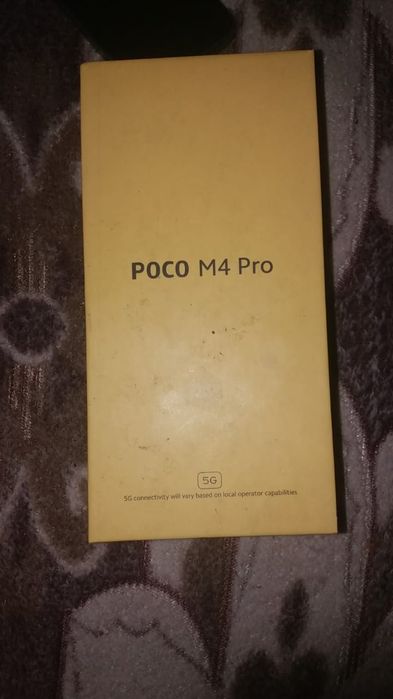 POCO M4 Pro
5G
5G connectivity will vary based on local operator capabilities